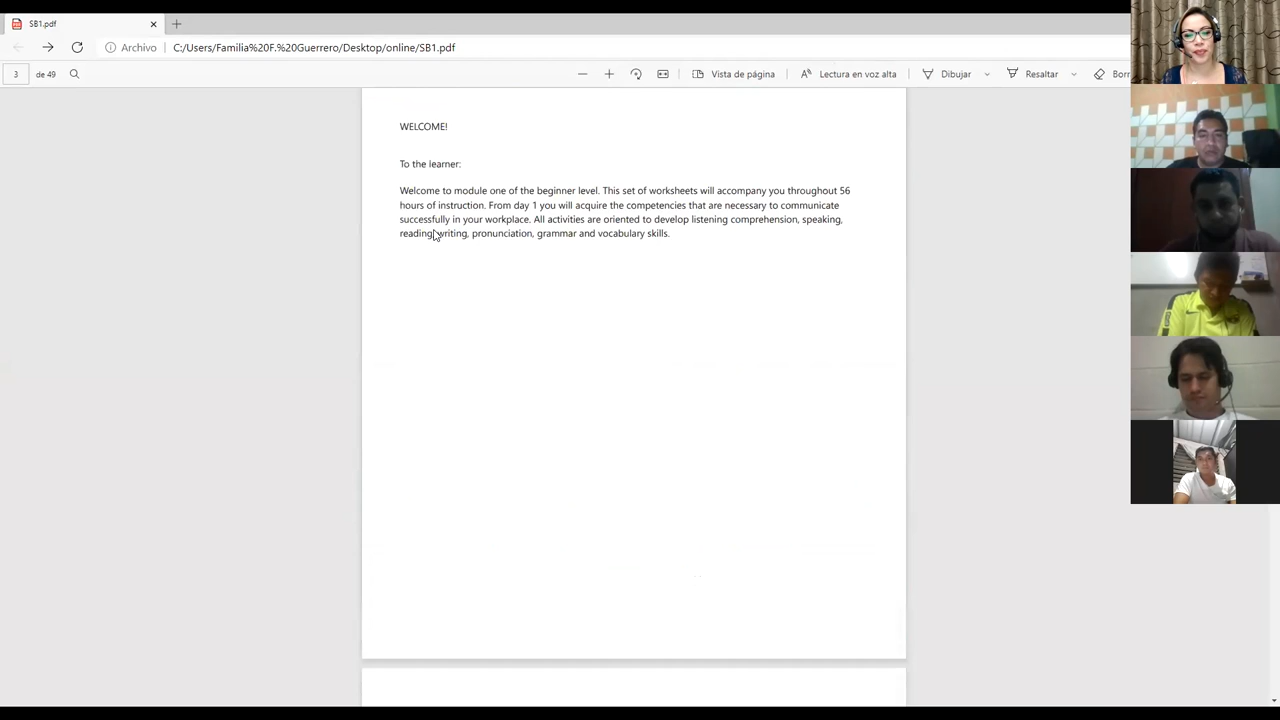 SB1.pdf
Archivo
C:/Users/Familia%20F.%20Guerrero/Desktop/online/SB1.pdf
3 de 49
Vista de página
Lectura en voz alta
Dibujar
Resaltar
Borr
WELCOME!
To the learner:
Welcome to module one of the beginner level. This set of worksheets will accompany you throughout 56
hours of instruction. From day 1 you will acquire the competencies that are necessary to communicate
successfully in your workplace. All activities are oriented to develop listening comprehension, speaking,
reading, writing, pronunciation, grammar and vocabulary skills.